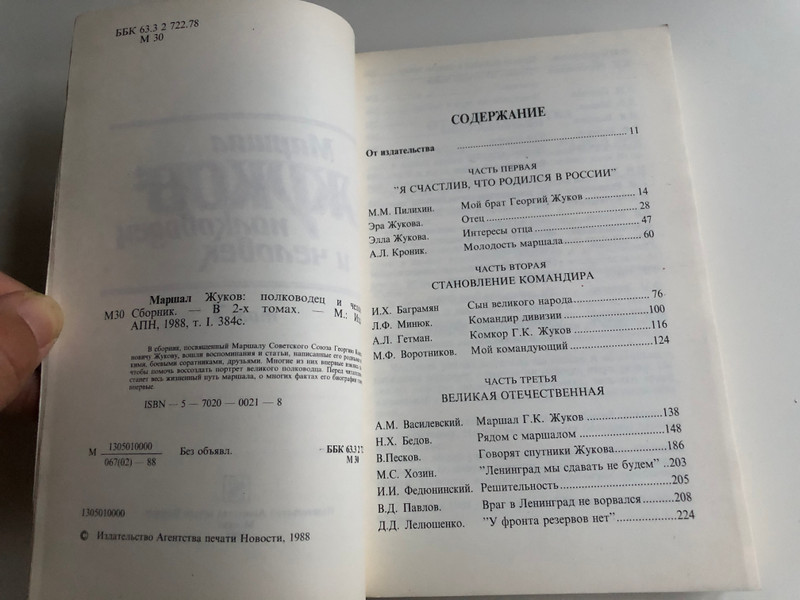 ББК 63.3 2 722.78
М 30
Маршал Жуков: полководец и
М30 Сборник. — В 2-х томах. — М.:
АПН, 1988, т. I. 384с.
В сборник, посвященный Маршалу Советского Союза Георгию
новичу Жукову, вошли воспоминания и статьи, написанные его
кими, боевыми соратниками, друзьями. Многие из них впервые
чтобы помочь воссоздать портрет великого полководца. Перед
станет весь жизненный путь маршала, о многих фактах его биографии
впервые.
ISBN — 5 — 7020 — 0021 — 8
М 1305010000
067(02) — 88
Без объявл.
ББК 63.3 2
М 30
1305010000
© Издательство Агентства печати Новости, 1988
СОДЕРЖАНИЕ
От издательства ........ 11
ЧАСТЬ ПЕРВАЯ
"Я СЧАСТЛИВ, ЧТО РОДИЛСЯ В РОССИИ"
М.М. Пилихин. Мой брат Георгий Жуков ........ 14
Эра Жукова. Отец ........ 28
Элла Жукова. Интересы отца ........ 47
А.Л. Кроник. Молодость маршала ........ 60
ЧАСТЬ ВТОРАЯ
СТАНОВЛЕНИЕ КОМАНДИРА
И.Х. Баграмян Сын великого народа ........ 76
Л.Ф. Минюк. Командир дивизии ........ 100
А.Л. Гетман. Комкор Г.К. Жуков ........ 116
М.Ф. Воротников. Мой командующий ........ 124
ЧАСТЬ ТРЕТЬЯ
ВЕЛИКАЯ ОТЕЧЕСТВЕННАЯ
А.М. Василевский. Маршал Г.К. Жуков ........ 138
Н.Х. Бедов. Рядом с маршалом ........ 148
В.Песков. Говорят спутники Жукова ........ 186
М.С. Хозин. "Ленинград мы сдавать не будем" .. 203
И.И. Федюнинский. Решительность ........ 205
В.Д. Павлов. Враг в Ленинград не ворвался ........ 208
Д.Д. Лелюшенко. "У фронта резервов нет" ........ 224